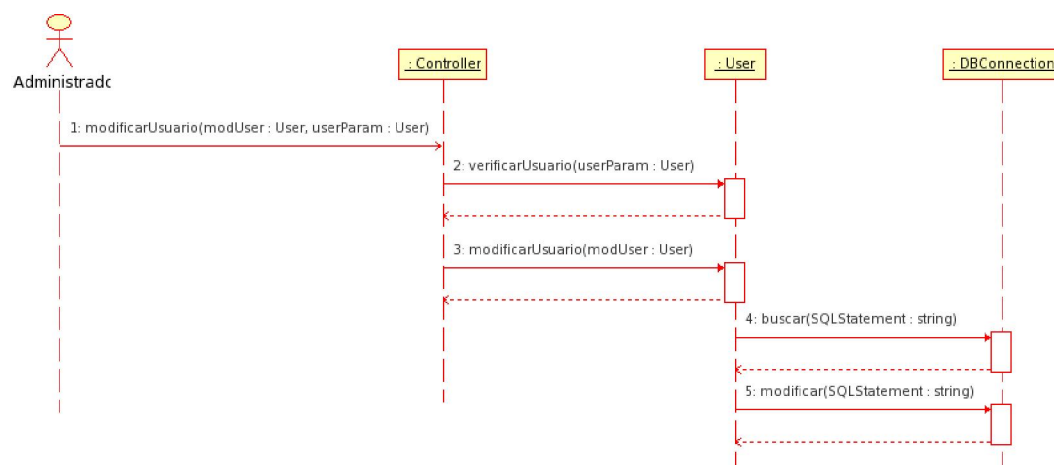 : Controller
: User
: DBConnection
Administrado
1: modificarUsuario(modUser : User, userParam : User)
2: verificarUsuario(userParam : User)
3: modificarUsuario(modUser : User)
4: buscar(SQLStatement : string)
5: modificar(SQLStatement : string)